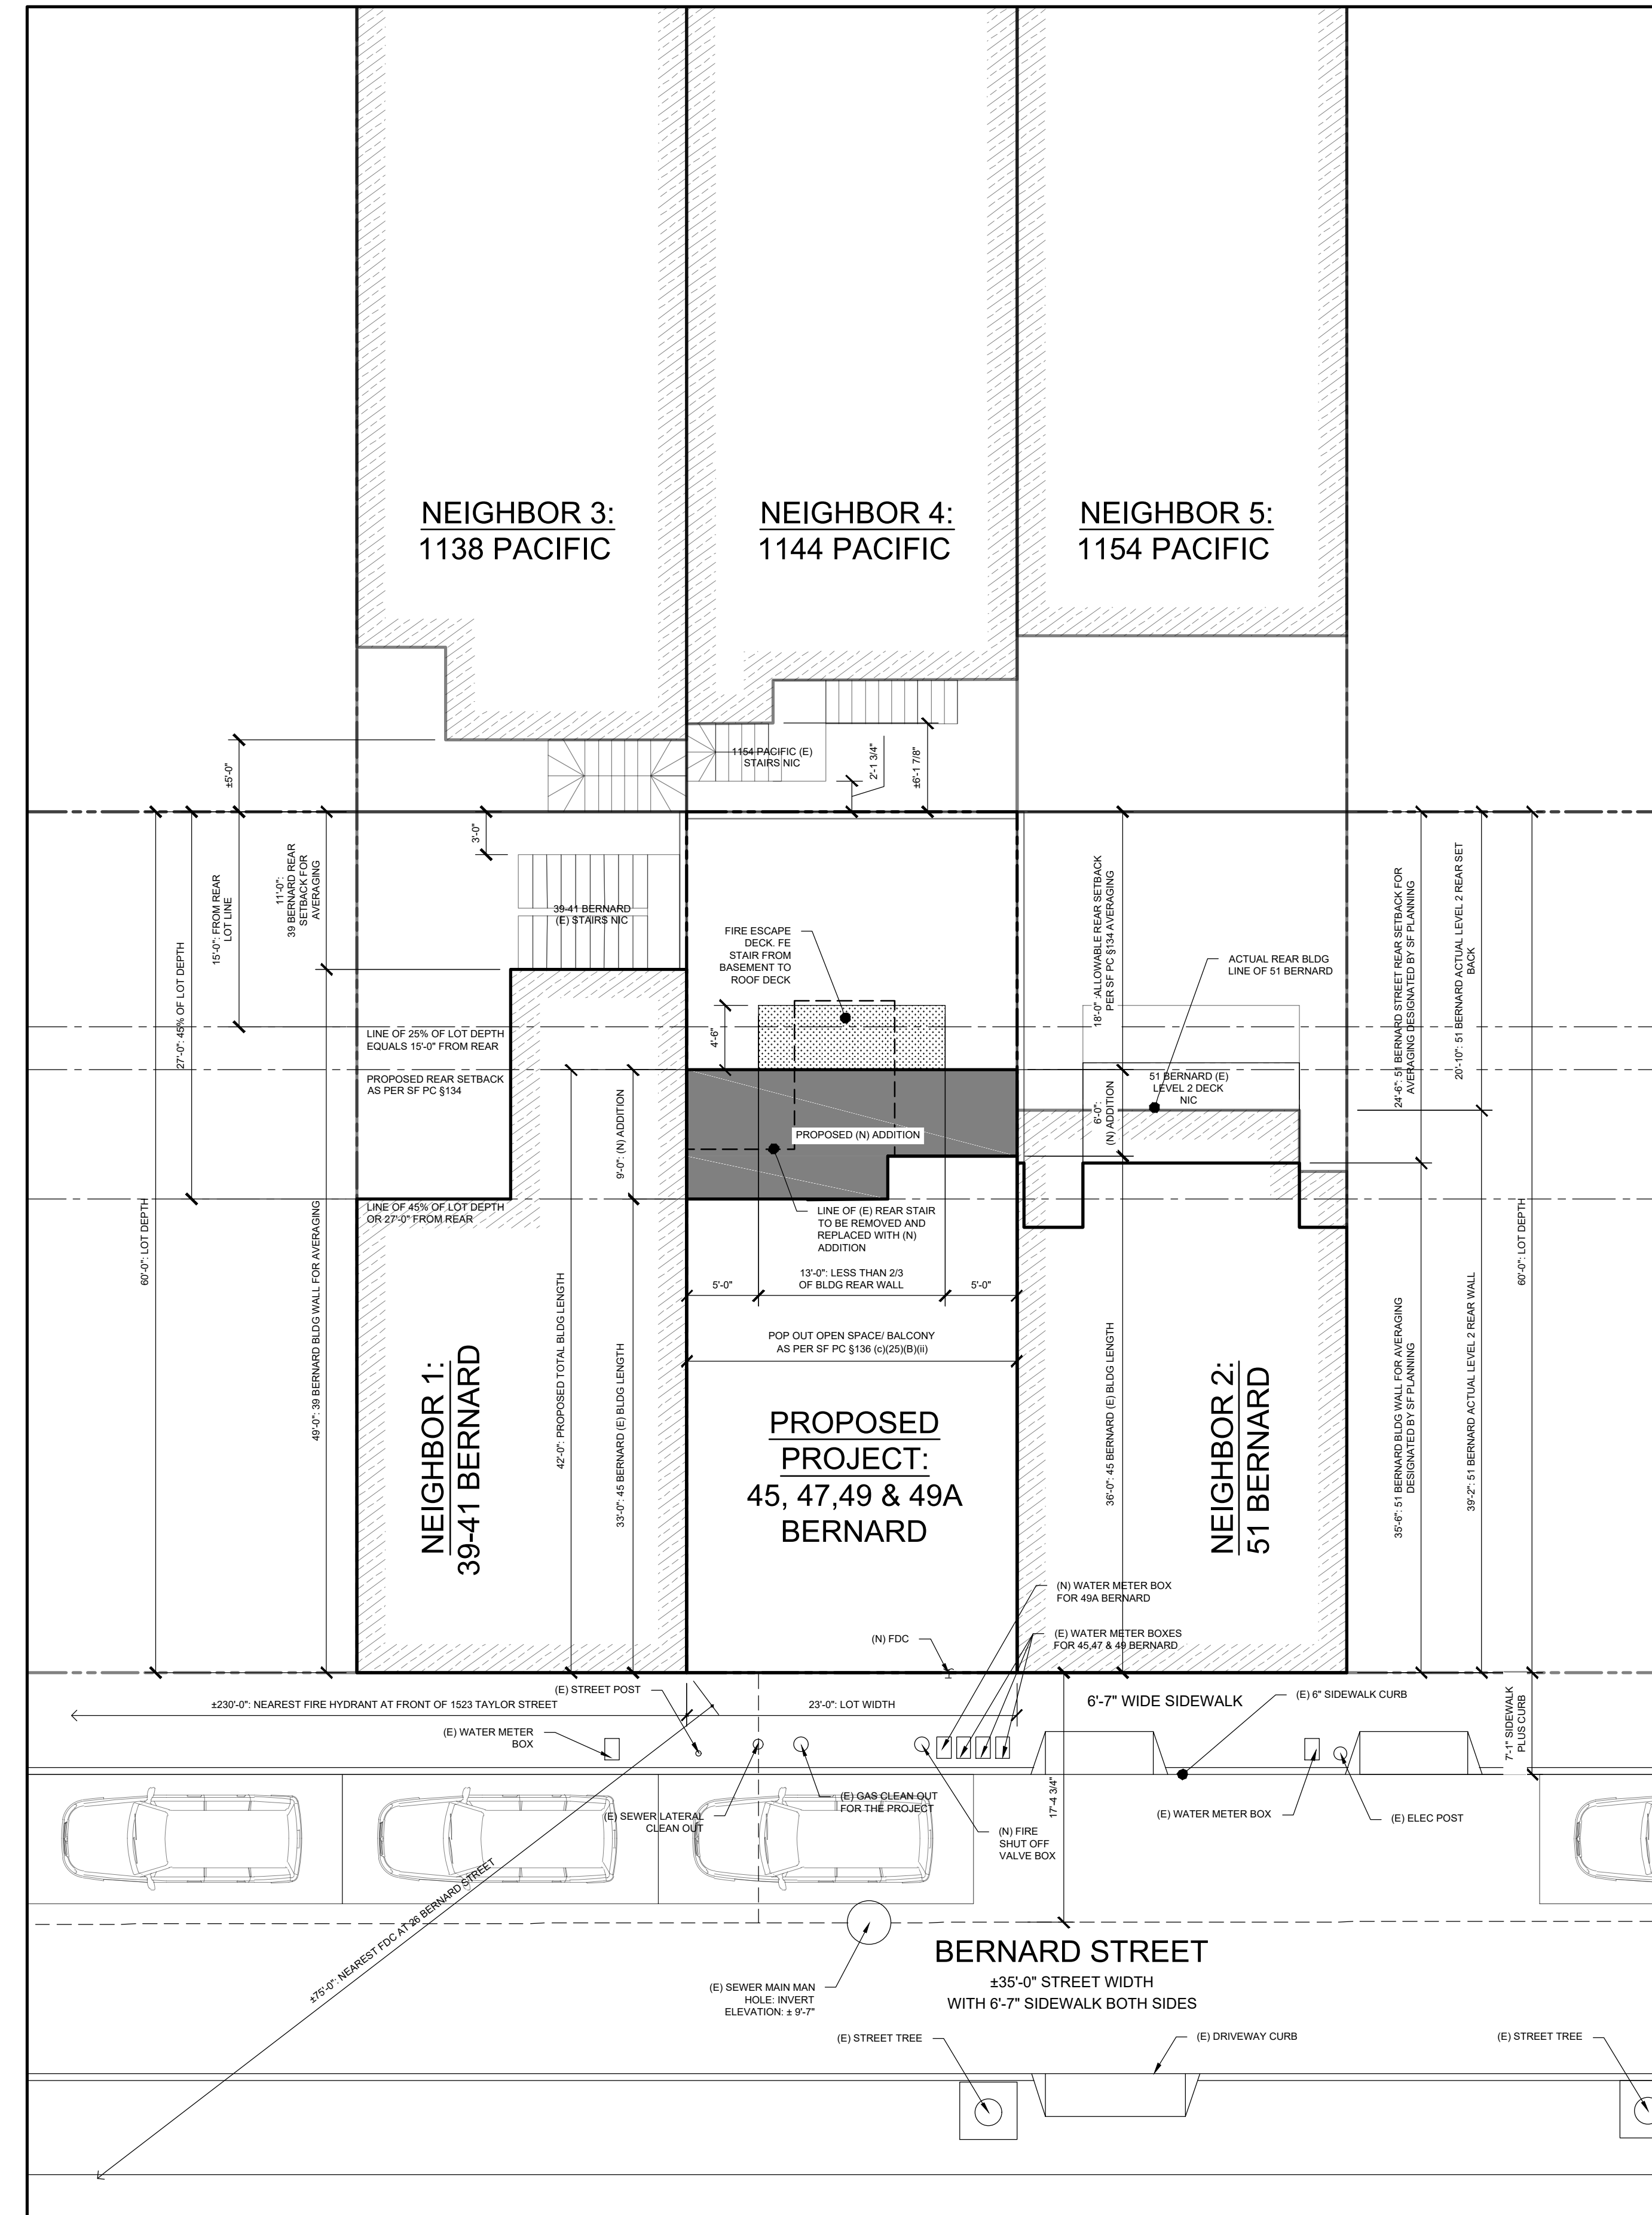 NEIGHBOR 3:
1138 PACIFIC
NEIGHBOR 4:
1144 PACIFIC
NEIGHBOR 5:
1154 PACIFIC
±5'-0"
1154 PACIFIC (E)
STAIRS NIC
2'-1 3/4"
±6'-1 7/8"
3'-0"
15'-0": FROM REAR
LOT LINE
11'-0":
39 BERNARD REAR
SETBACK FOR
AVERAGING
27'-0": 45% OF LOT DEPTH
39-41 BERNARD
(E) STAIRS NIC
FIRE ESCAPE
DECK. FE
STAIR FROM
BASEMENT TO
ROOF DECK
4'-6"
18'-0" :ALLOWABLE REAR SETBACK
PER SF PC §134 AVERAGING
ACTUAL REAR BLDG
LINE OF 51 BERNARD
24'-6": 51 BERNARD STREET REAR SETBACK FOR
AVERAGING DESIGNATED BY SF PLANNING
20'-10": 51 BERNARD ACTUAL LEVEL 2 REAR SET
BACK
LINE OF 25% OF LOT DEPTH
EQUALS 15'-0" FROM REAR
PROPOSED REAR SETBACK
AS PER SF PC §134
9'-0": (N) ADDITION
PROPOSED (N) ADDITION
6'-0":
(N) ADDITION
51 BERNARD (E)
LEVEL 2 DECK
NIC
LINE OF 45% OF LOT DEPTH
OR 27'-0" FROM REAR
LINE OF (E) REAR STAIR
TO BE REMOVED AND
REPLACED WITH (N)
ADDITION
60'-0": LOT DEPTH
49'-0": 39 BERNARD BLDG WALL FOR AVERAGING
5'-0"
13'-0": LESS THAN 2/3
OF BLDG REAR WALL
5'-0"
POP OUT OPEN SPACE/ BALCONY
AS PER SF PC §136 (c)(25)(B)(ii)
42'-0": PROPOSED TOTAL BLDG LENGTH
33'-0": 45 BERNARD (E) BLDG LENGTH
36'-0": 45 BERNARD (E) BLDG LENGTH
35'-6": 51 BERNARD BLDG WALL FOR AVERAGING
DESIGNATED BY SF PLANNING
39'-2": 51 BERNARD ACTUAL LEVEL 2 REAR WALL
60'-0": LOT DEPTH
NEIGHBOR 1:
39-41 BERNARD
PROPOSED
PROJECT:
45, 47,49 & 49A
BERNARD
NEIGHBOR 2:
51 BERNARD
(N) WATER METER BOX
FOR 49A BERNARD
(N) FDC
(E) WATER METER BOXES
FOR 45,47 & 49 BERNARD
(E) STREET POST
±230'-0": NEAREST FIRE HYDRANT AT FRONT OF 1523 TAYLOR STREET
23'-0": LOT WIDTH
6'-7" WIDE SIDEWALK
(E) 6" SIDEWALK CURB
7'-1" SIDEWALK
PLUS CURB
(E) WATER METER
BOX
(E) GAS CLEAN OUT
FOR THE PROJECT
(E) SEWER LATERAL
CLEAN OUT
(N) FIRE
SHUT OFF
VALVE BOX
17'-4 3/4"
(E) WATER METER BOX
(E) ELEC POST
±75'-0": NEAREST FDC AT 26 BERNARD STREET
BERNARD STREET
±35'-0" STREET WIDTH
WITH 6'-7" SIDEWALK BOTH SIDES
(E) SEWER MAIN MAN
HOLE: INVERT
ELEVATION: ± 9'-7"
(E) STREET TREE
(E) DRIVEWAY CURB
(E) STREET TREE